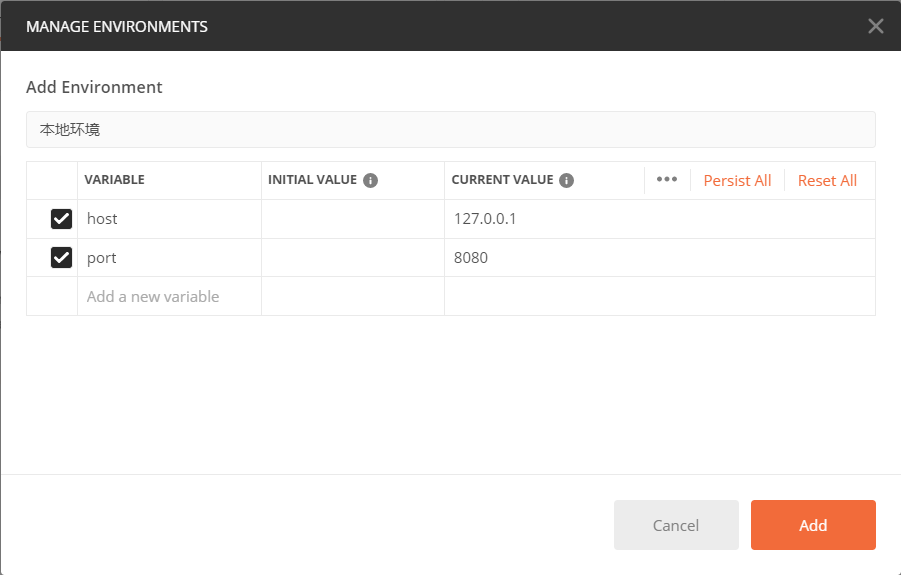 MANAGE ENVIRONMENTS
Add Environment
本地环境
VARIABLE INITIAL VALUE CURRENT VALUE Persist All Reset All
host 127.0.0.1
port 8080
Add a new variable
Cancel Add